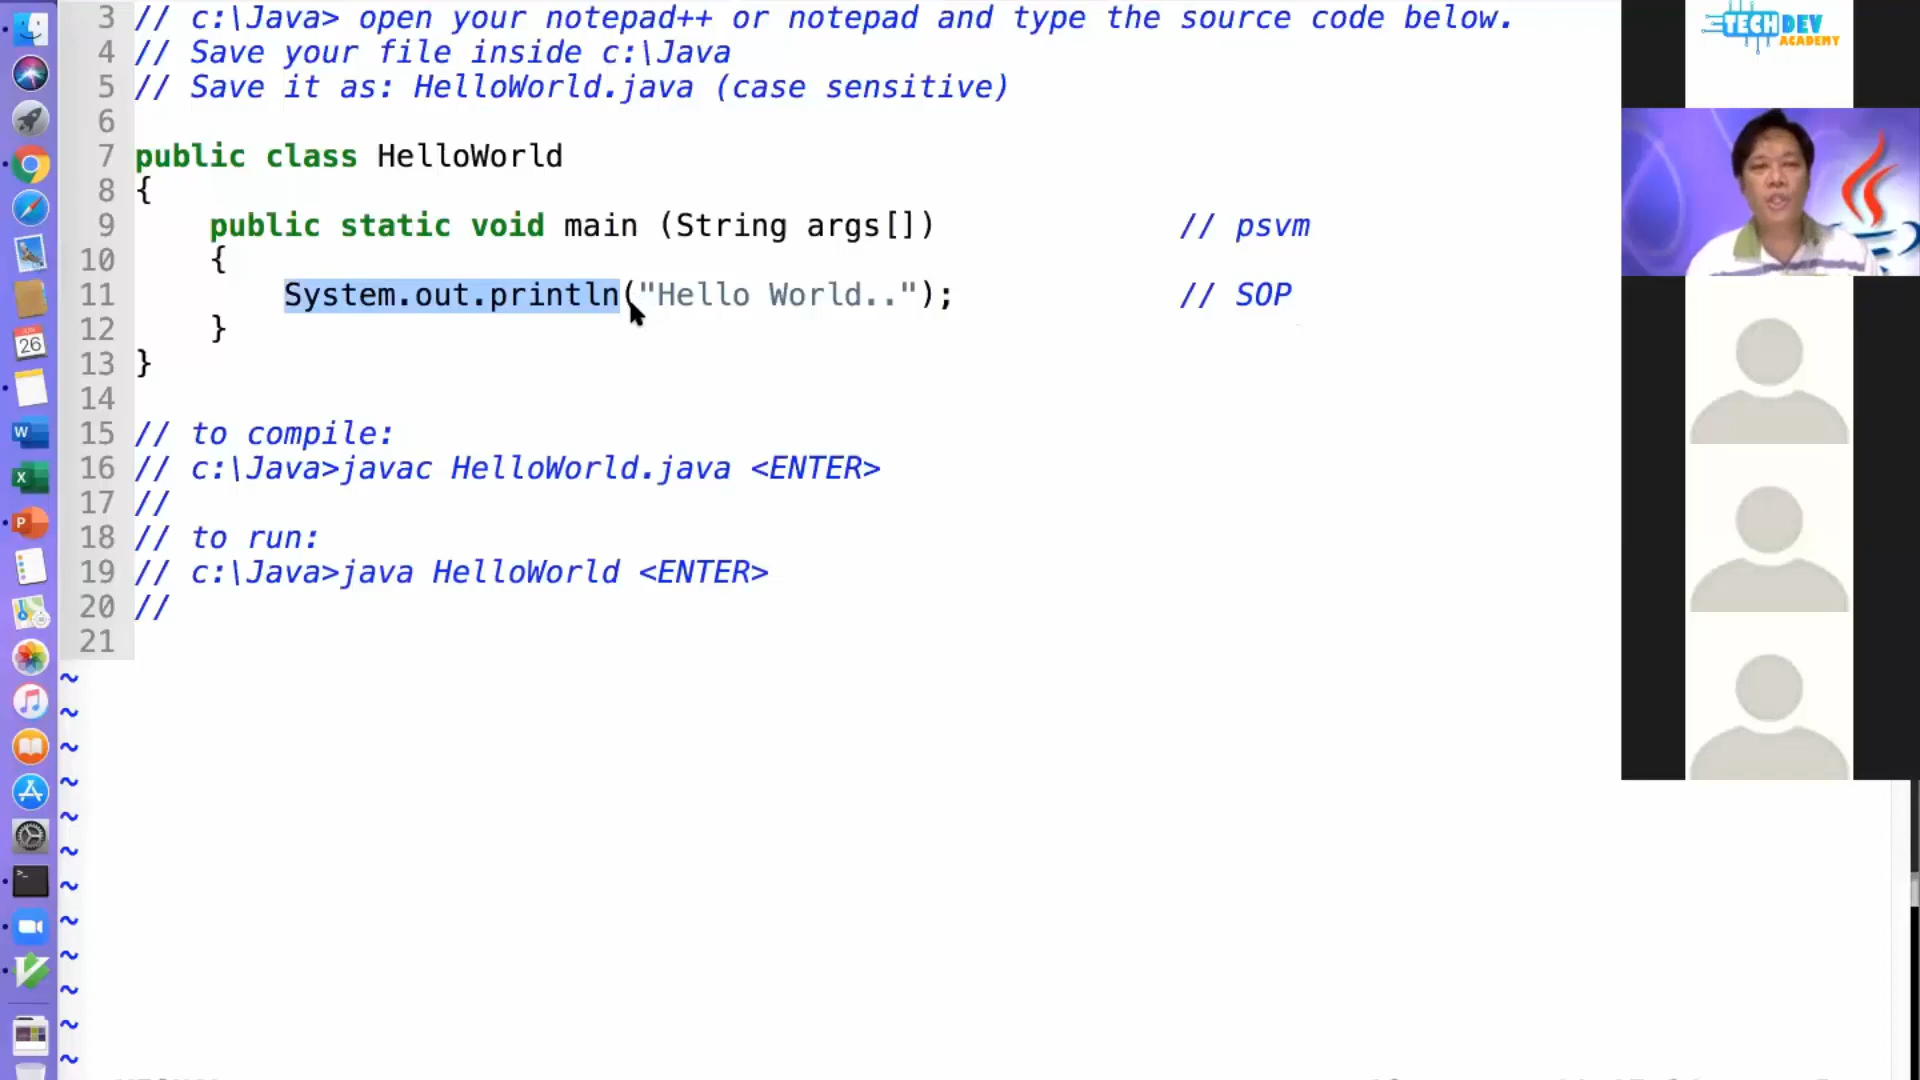 3 // c:\Java> open your notepad++ or notepad and type the source code below.
4 // Save your file inside c:\Java
5 // Save it as: HelloWorld.java (case sensitive)
6
7 public class HelloWorld
8 {
9 public static void main (String args[]) // psvm
10 {
11 System.out.println("Hello World.."); // SOP
12 }
13 }
14
15 // to compile:
16 // c:\Java>javac HelloWorld.java <ENTER>
17 //
18 // to run:
19 // c:\Java>java HelloWorld <ENTER>
20 //
21
~
~
~
~
~
~
~
~
~
~
~
~
TECHDEV
ACADEMY
26
W
X
P